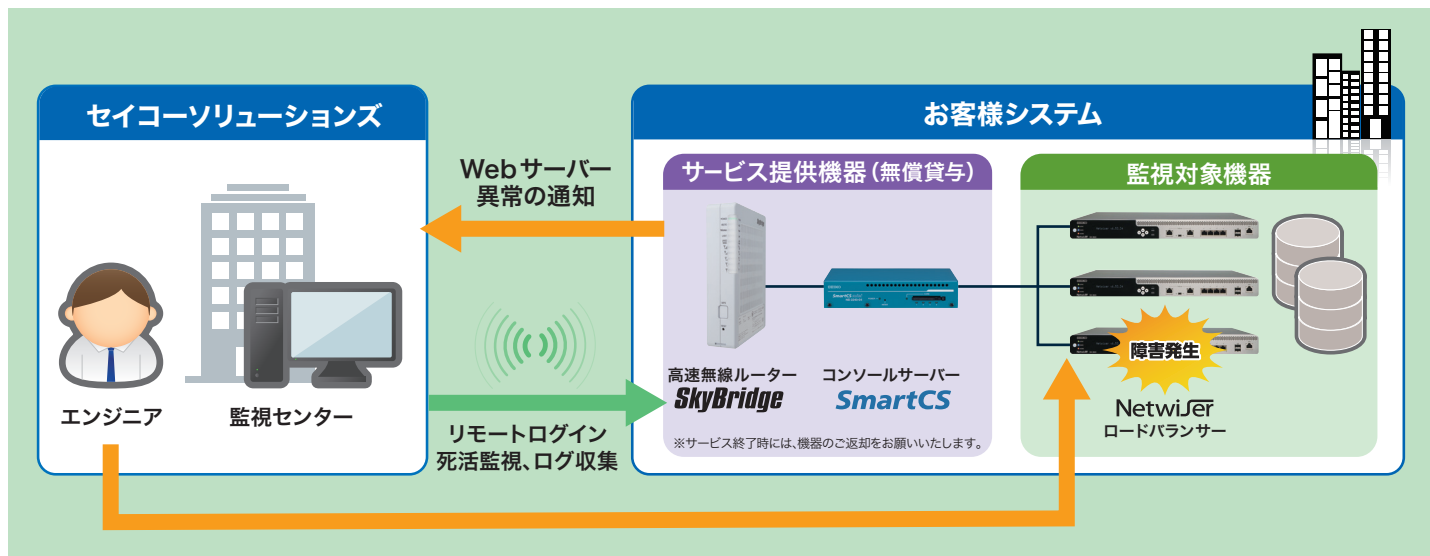 セイコーソリューションズ
エンジニア
監視センター
Webサーバー
異常の通知
リモートログイン
死活監視、ログ収集
お客様システム
サービス提供機器（無償貸与）
高速無線ルーター
SkyBridge
コンソールサーバー
SmartCS
※サービス終了時には、機器のご返却をお願いいたします。
監視対象機器
障害発生
Netwiser
ロードバランサー